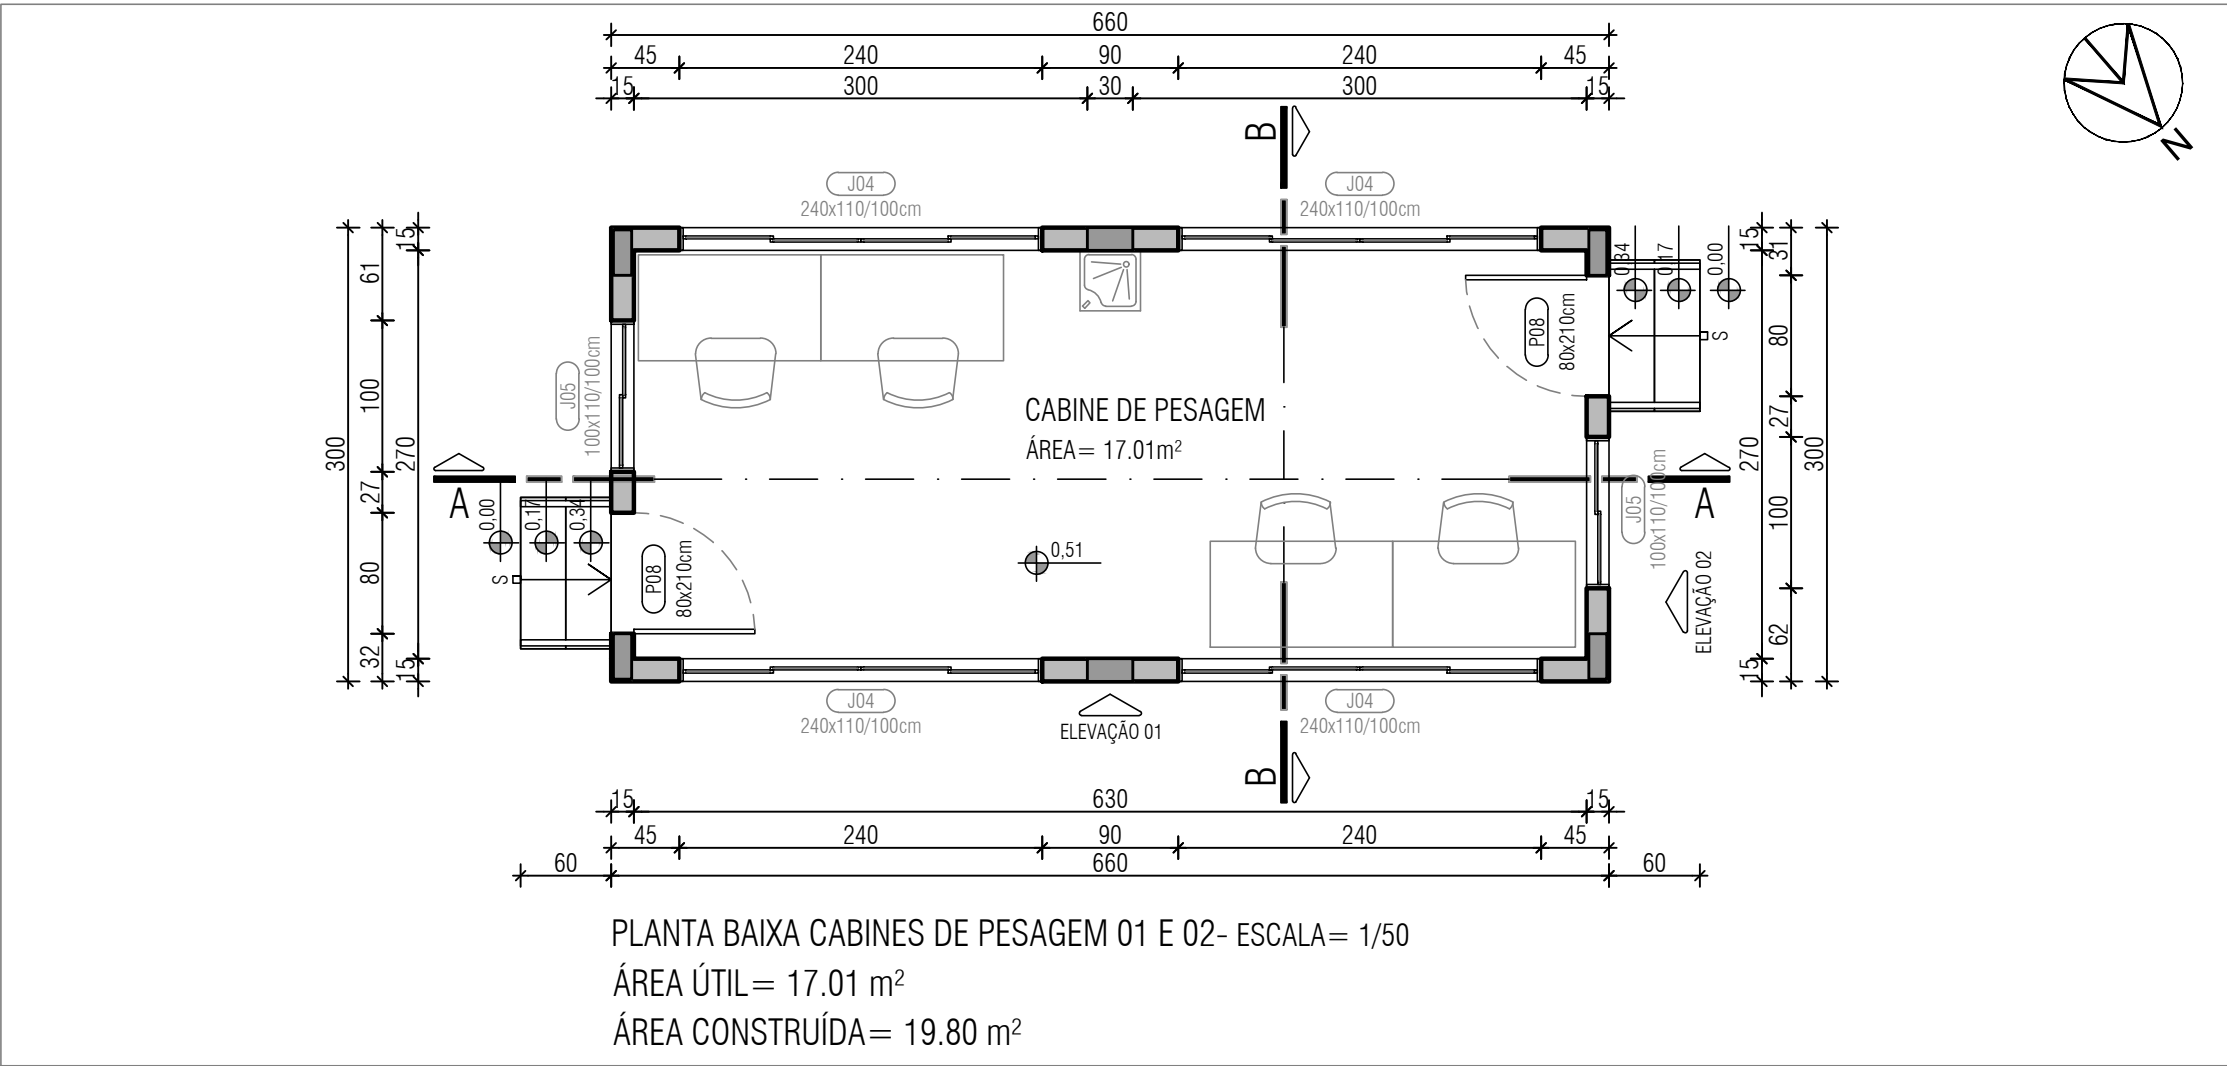 660
45 240 90 240 45
15 300 30 300 15
N
B
J04
240x110/100cm
J04
240x110/100cm
15
61
100
27
80
32
300
270
15
15
J05
100x110/100cm
A
0,00
0,17
0,34
S
P08
80x210cm
CABINE DE PESAGEM
ÁREA= 17.01m²
0,51
P08
80x210cm
0,34
0,17
0,00
S
15
31
80
27
100
62
15
270
300
J05
100x110/100cm
A
ELEVAÇÃO 02
J04
240x110/100cm
ELEVAÇÃO 01
J04
240x110/100cm
B
15 630 15
45 240 90 240 45
60 660 60
PLANTA BAIXA CABINES DE PESAGEM 01 E 02- ESCALA= 1/50
ÁREA ÚTIL= 17.01 m²
ÁREA CONSTRUÍDA= 19.80 m²